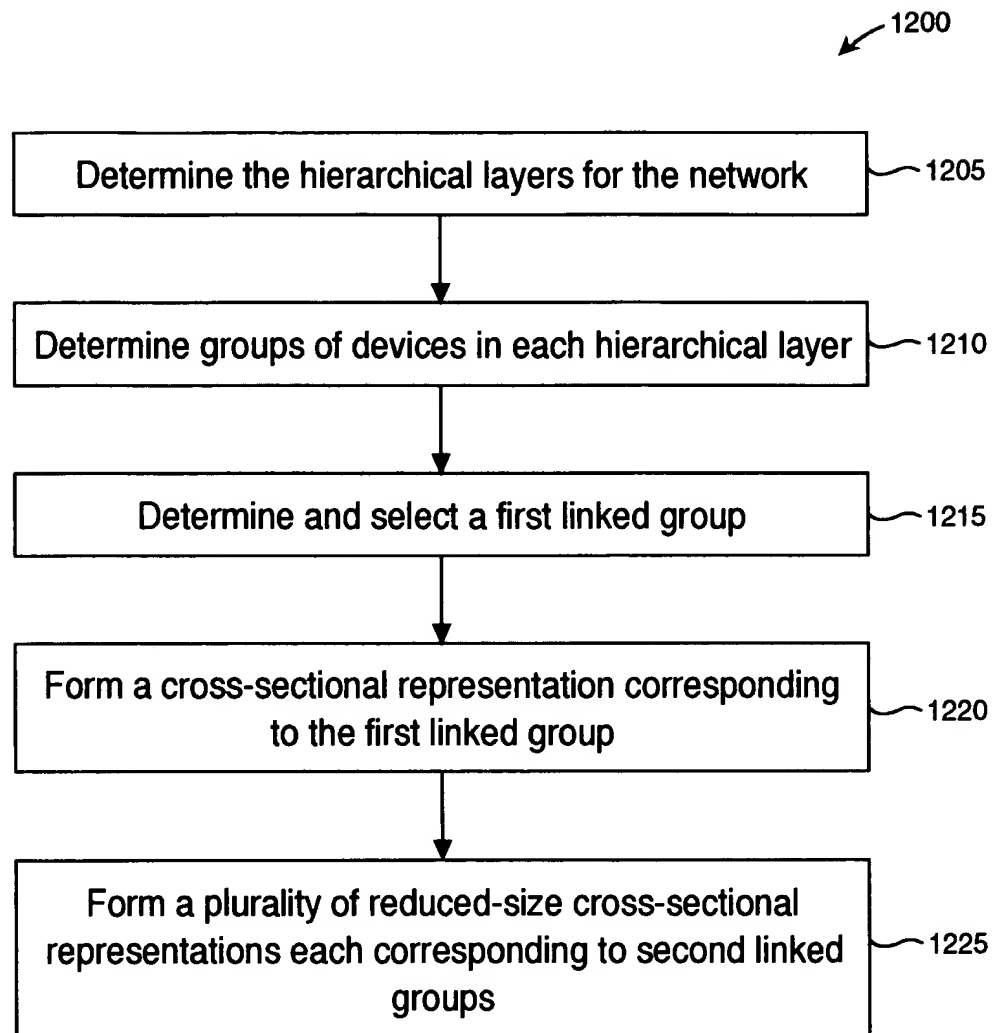 1200
Determine the hierarchical layers for the network
1205
Determine groups of devices in each hierarchical layer
1210
Determine and select a first linked group
1215
Form a cross-sectional representation corresponding
to the first linked group
1220
Form a plurality of reduced-size cross-sectional
representations each corresponding to second linked
groups
1225